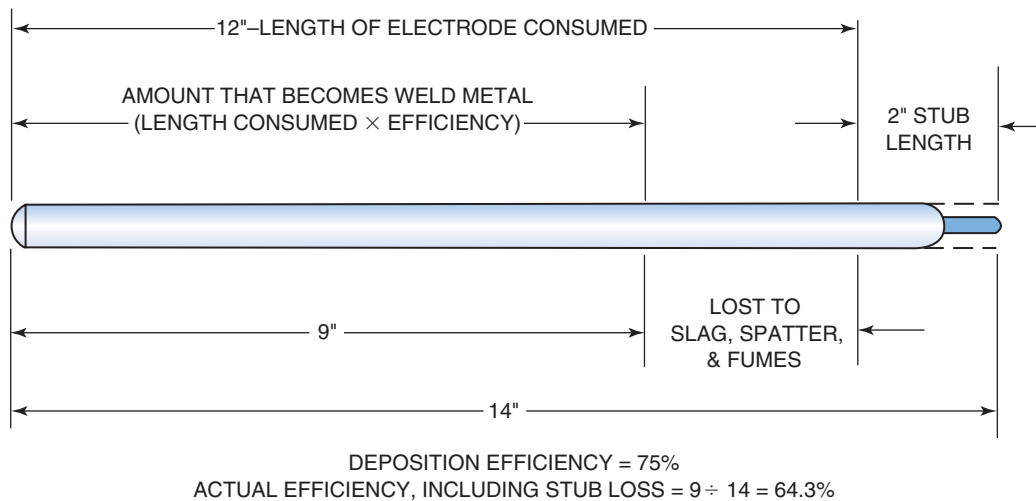 12"–LENGTH OF ELECTRODE CONSUMED
AMOUNT THAT BECOMES WELD METAL
(LENGTH CONSUMED × EFFICIENCY)
2" STUB
LENGTH
9"
LOST TO
SLAG, SPATTER,
& FUMES
14"
DEPOSITION EFFICIENCY = 75%
ACTUAL EFFICIENCY, INCLUDING STUB LOSS = 9 ÷ 14 = 64.3%